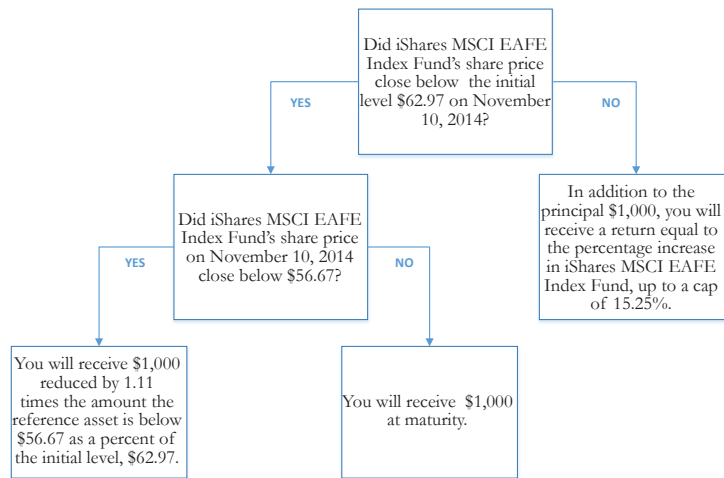 Did iShares MSCI EAFE
Index Fund's share price
close below the initial
level $62.97 on November
10, 2014?
YES
NO
Did iShares MSCI EAFE
Index Fund's share price
on November 10, 2014
close below $56.67?
In addition to the
principal $1,000, you will
receive a return equal to
the percentage increase
in iShares MSCI EAFE
Index Fund, up to a cap
of 15.25%.
YES
NO
You will receive $1,000
reduced by 1.11
times the amount the
reference asset is below
$56.67 as a percent of
the initial level, $62.97.
You will receive $1,000
at maturity.